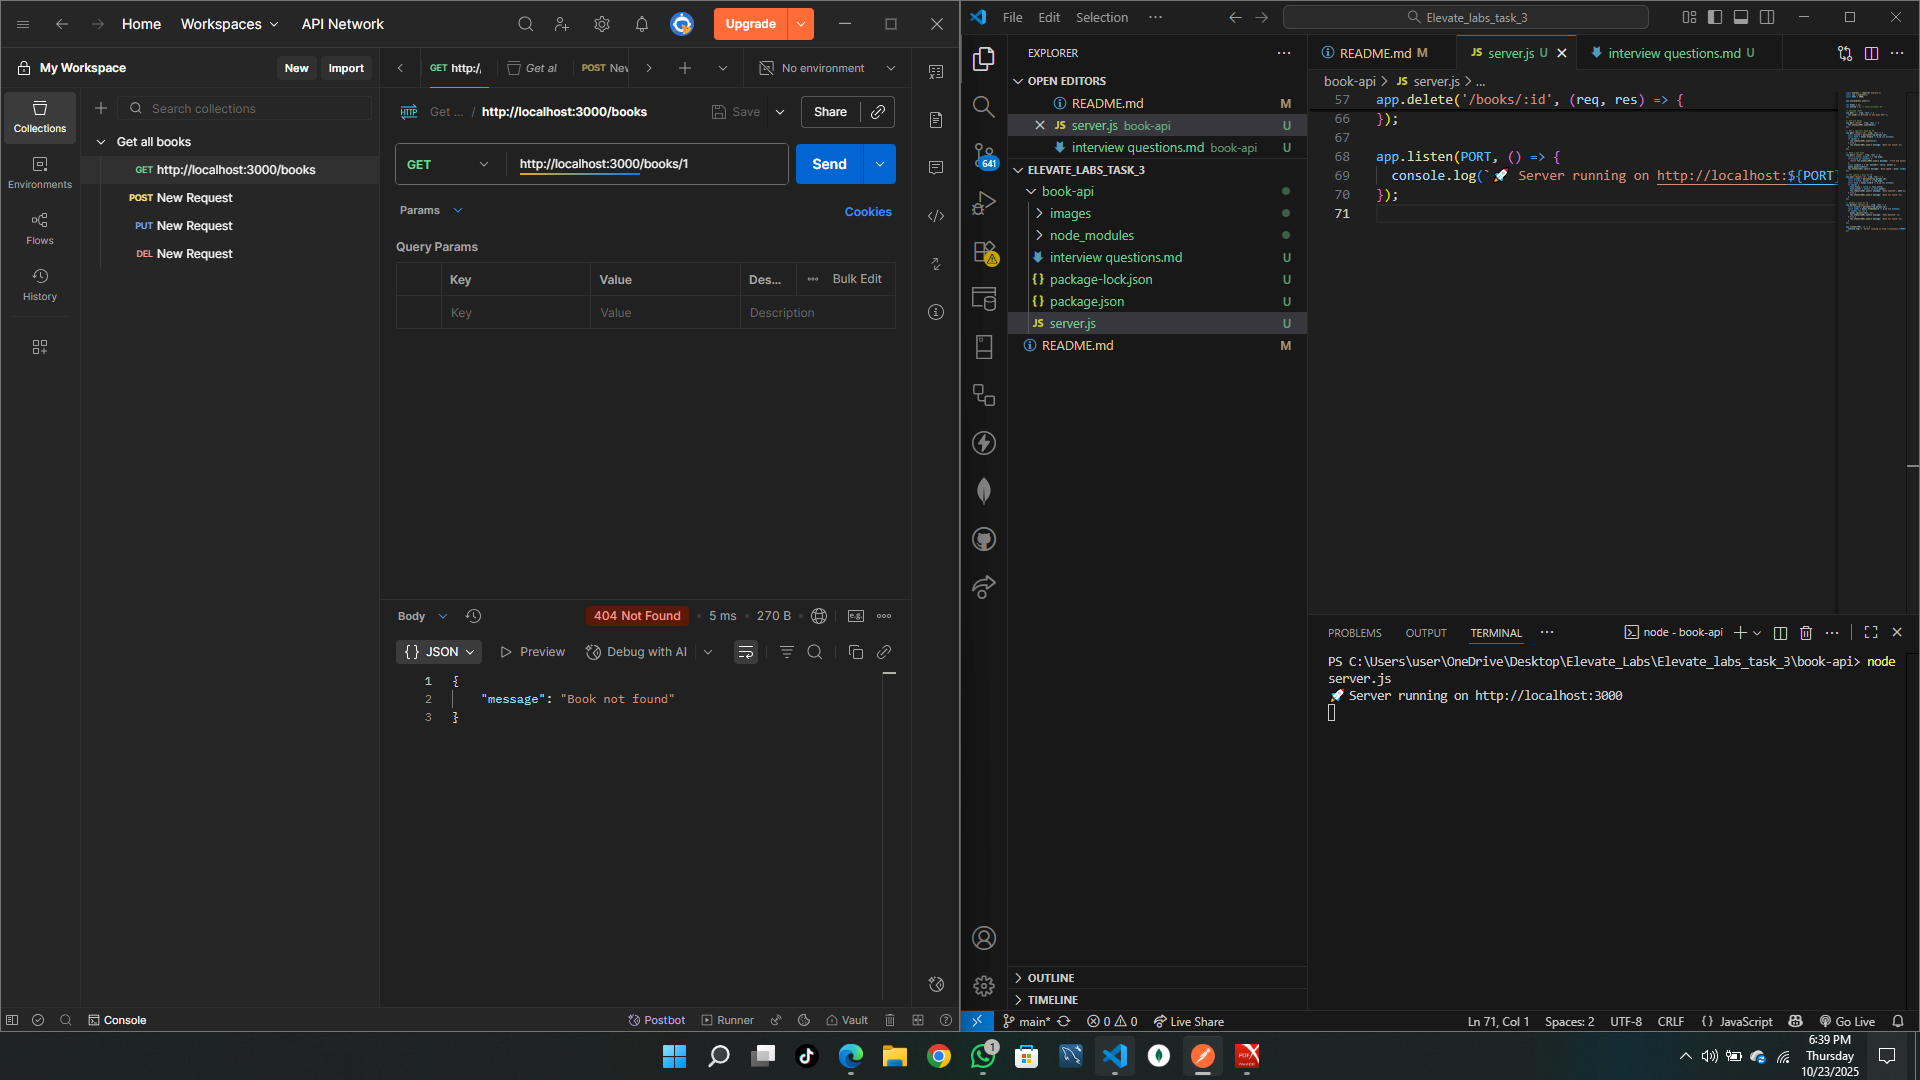 Home
Workspaces
API Network
Upgrade
My Workspace
New
Import
GET http:/
Get al
POST Nev
No environment
Collections
Environments
Flows
History
Search collections
Get all books
GET http://localhost:3000/books
POST New Request
PUT New Request
DEL New Request
HTTP
Get ... / http://localhost:3000/books
Save
Share
GET
http://localhost:3000/books/1
Send
Params
Cookies
Query Params
Key
Value
Des...
Bulk Edit
Key
Value
Description
Body
404 Not Found
5 ms
270 B
e.g.
{} JSON
Preview
Debug with AI
1 {
2 "message": "Book not found"
3 }
Console
Postbot
Runner
Vault
File
Edit
Selection
Elevate_labs_task_3
EXPLORER
OPEN EDITORS
README.md M
JS server.js book-api U
interview questions.md book-api U
ELEVATE_LABS_TASK_3
book-api
images
node_modules
interview questions.md U
{} package-lock.json U
{} package.json U
JS server.js U
README.md M
641
OUTLINE
TIMELINE
README.md M
JS server.js U
interview questions.md U
book-api > JS server.js > ...
57 app.delete('/books/:id', (req, res) => {
66 });
67
68 app.listen(PORT, () => {
69 console.log(`🚀 Server running on http://localhost:${PORT}
70 });
71
PROBLEMS
OUTPUT
TERMINAL
node - book-api
PS C:\Users\user\OneDrive\Desktop\Elevate_Labs\Elevate_labs_task_3\book-api> node
server.js
🚀 Server running on http://localhost:3000
main*
0
0
Live Share
Ln 71, Col 1
Spaces: 2
UTF-8
CRLF
{} JavaScript
Go Live
1
6:39 PM
Thursday
10/23/2025